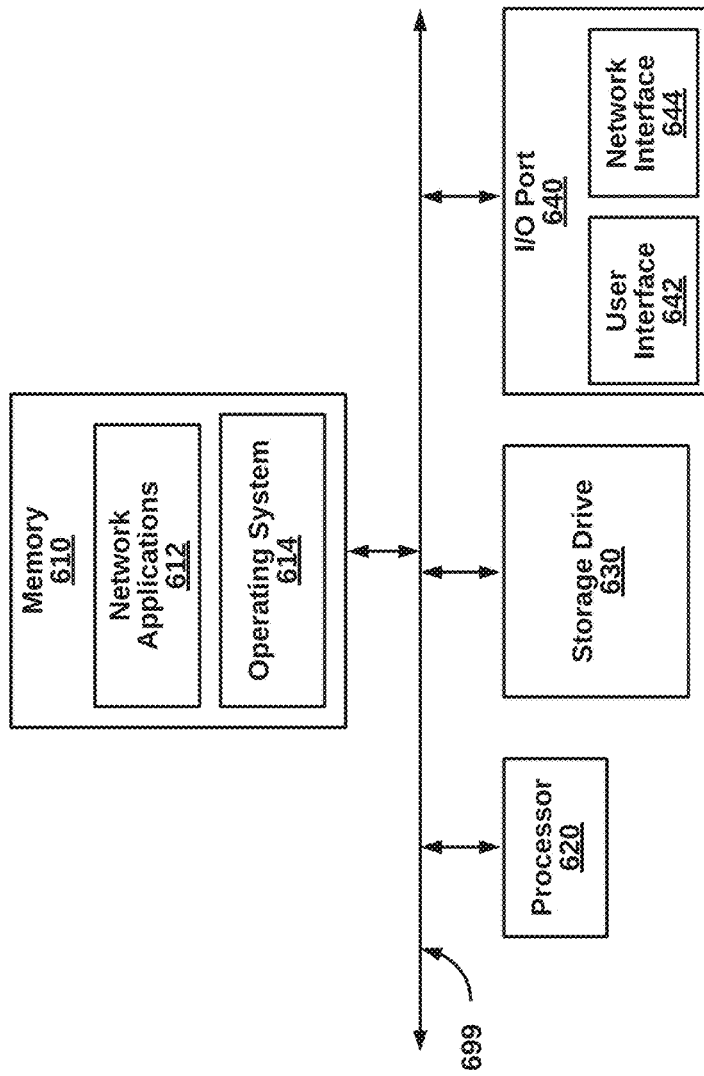 Memory
610
Network
Applications
612
Operating System
614
699
Processor
620
Storage Drive
630
I/O Port
640
User
Interface
642
Network
Interface
644